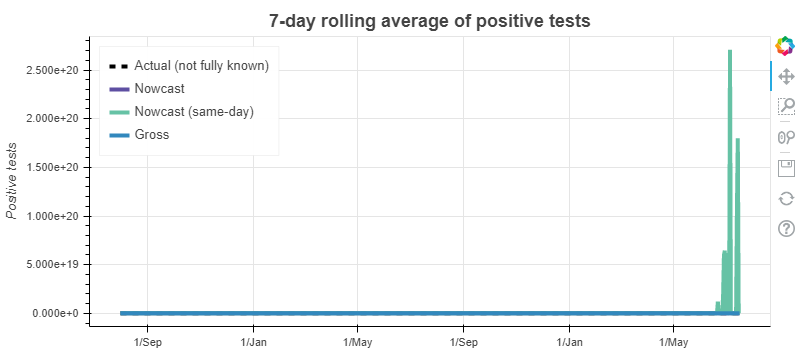 7-day rolling average of positive tests
Actual (not fully known)
Nowcast
Nowcast (same-day)
Gross
Positive tests
2.500e+20
2.000e+20
1.500e+20
1.000e+20
5.000e+19
0.000e+0
1/Sep 1/Jan 1/May 1/Sep 1/Jan 1/May